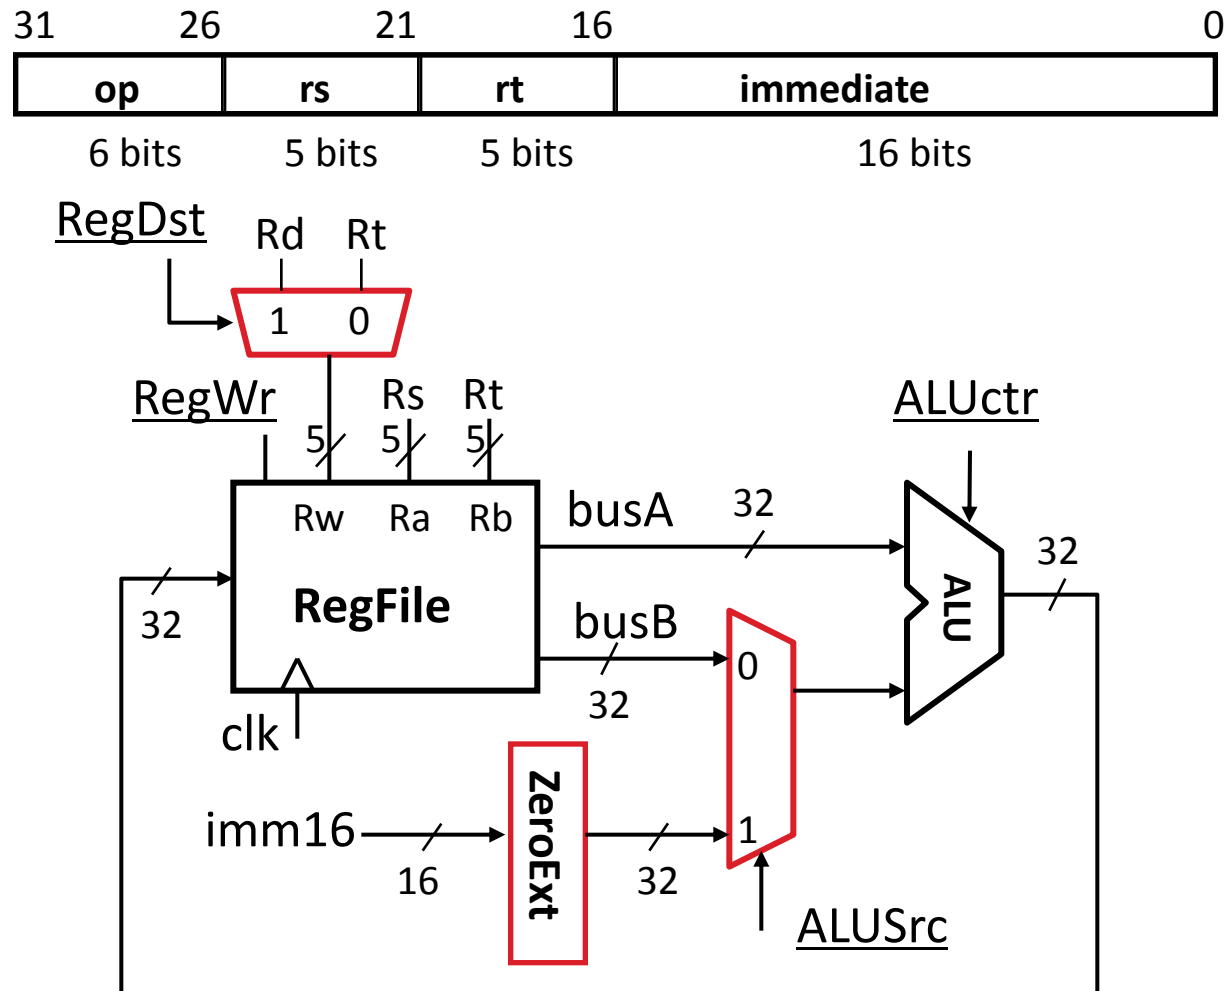 31 26 21 16 0
op rs rt immediate
6 bits 5 bits 5 bits 16 bits
RegDst
Rd Rt
1 0
RegWr Rs Rt ALUctr
5 5 5
Rw Ra Rb busA 32 32
32 RegFile ALU
busB
0
32
clk
imm16 ZeroExt 1
16 32
ALUSrc